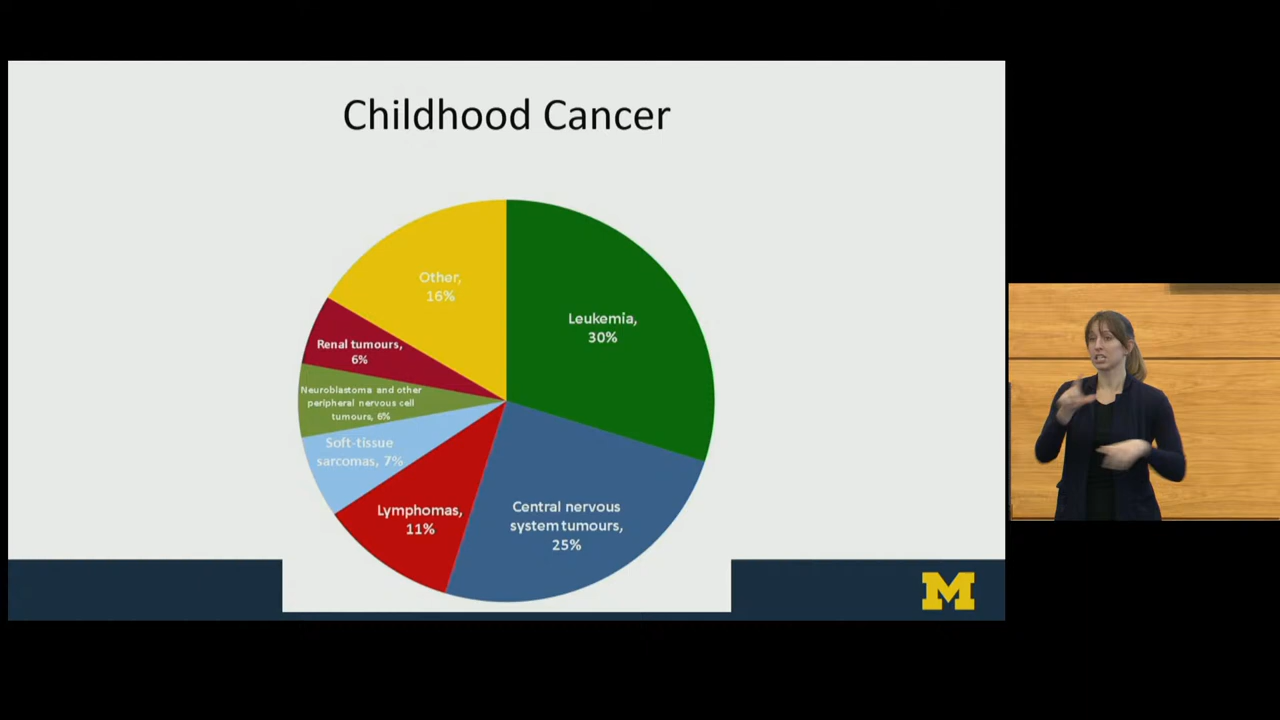 Childhood Cancer
Other,
16%
Leukemia,
30%
Renal tumours,
6%
Neuroblastoma and other
peripheral nervous cell
tumours, 6%
Soft-tissue
sarcomas, 7%
Lymphomas,
11%
Central nervous
system tumours,
25%
M